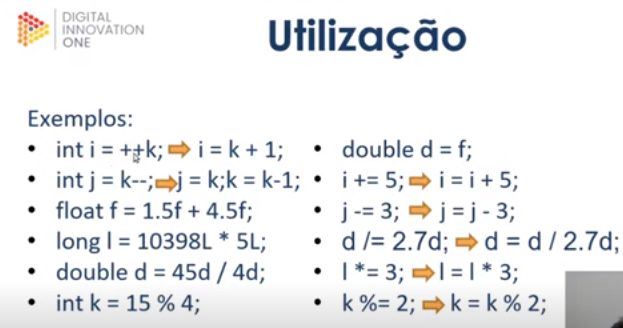 DIGITAL
INNOVATION
ONE
Utilização
Exemplos:
• int i = ++k; ➡ i = k + 1;
• int j = k--; ➡ j = k;k = k-1;
• float f = 1.5f + 4.5f;
• long l = 10398L * 5L;
• double d = 45d / 4d;
• int k = 15 % 4;
• double d = f;
• i += 5; ➡ i = i + 5;
• j -= 3; ➡ j = j - 3;
• d /= 2.7d; ➡ d = d / 2.7d;
• l *= 3; ➡ l = l * 3;
• k %= 2; ➡ k = k % 2;